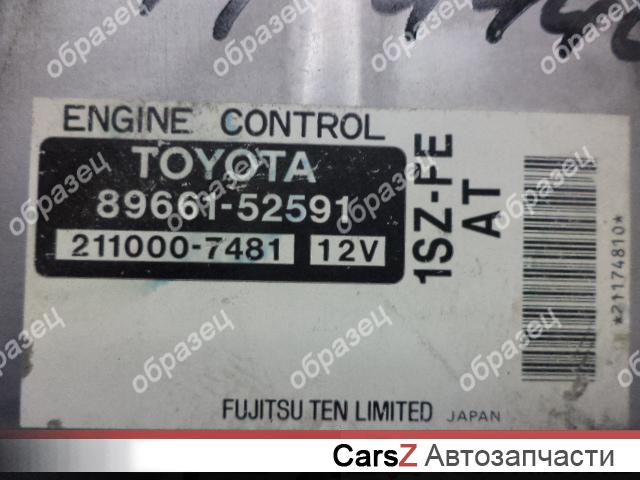 ENGINE CONTROL
TOYOTA
89661-52591
211000-7481 12V
1SZ-FE
AT
*21174810*
FUJITSU TEN LIMITED JAPAN
образец
образец
образец
образец
образец
образец
образец
образец
образец
образец
образец
образец
CarsZ Автозапчасти